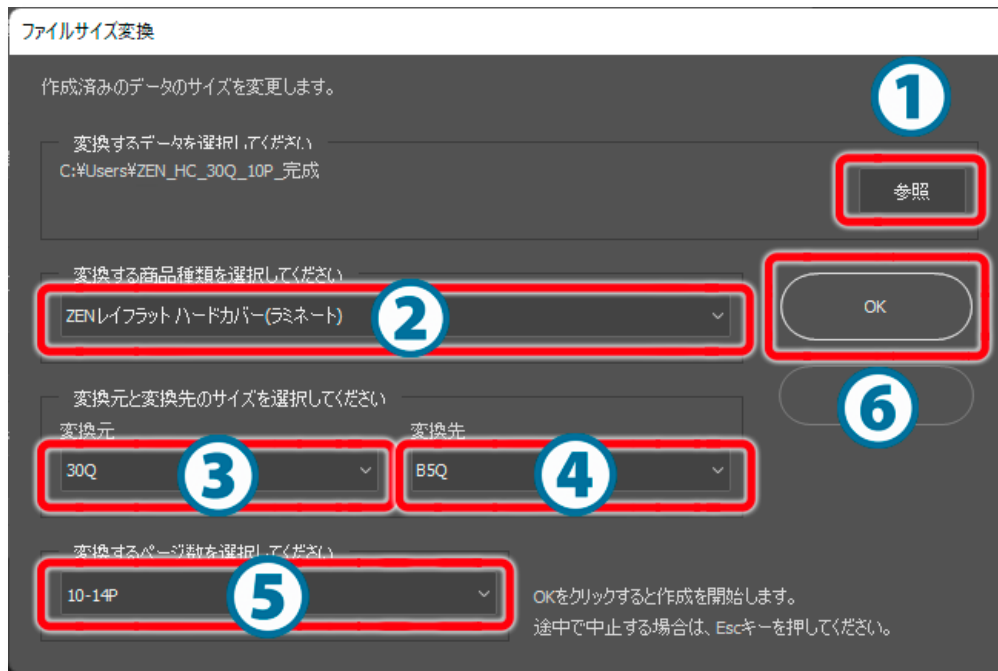 ファイルサイズ変換
作成済みのデータのサイズを変更します。
1
変換するデータを選択してください
C:¥Users¥ZEN_HC_30Q_10P_完成
参照
変換する商品種類を選択してください
ZENレイフラット ハードカバー(ラミネート)
2
OK
6
変換元と変換先のサイズを選択してください
変換元
変換先
30Q
3
B5Q
4
変換するページ数を選択してください
10-14P
5
OKをクリックすると作成を開始します。
途中で中止する場合は、Escキーを押してください。